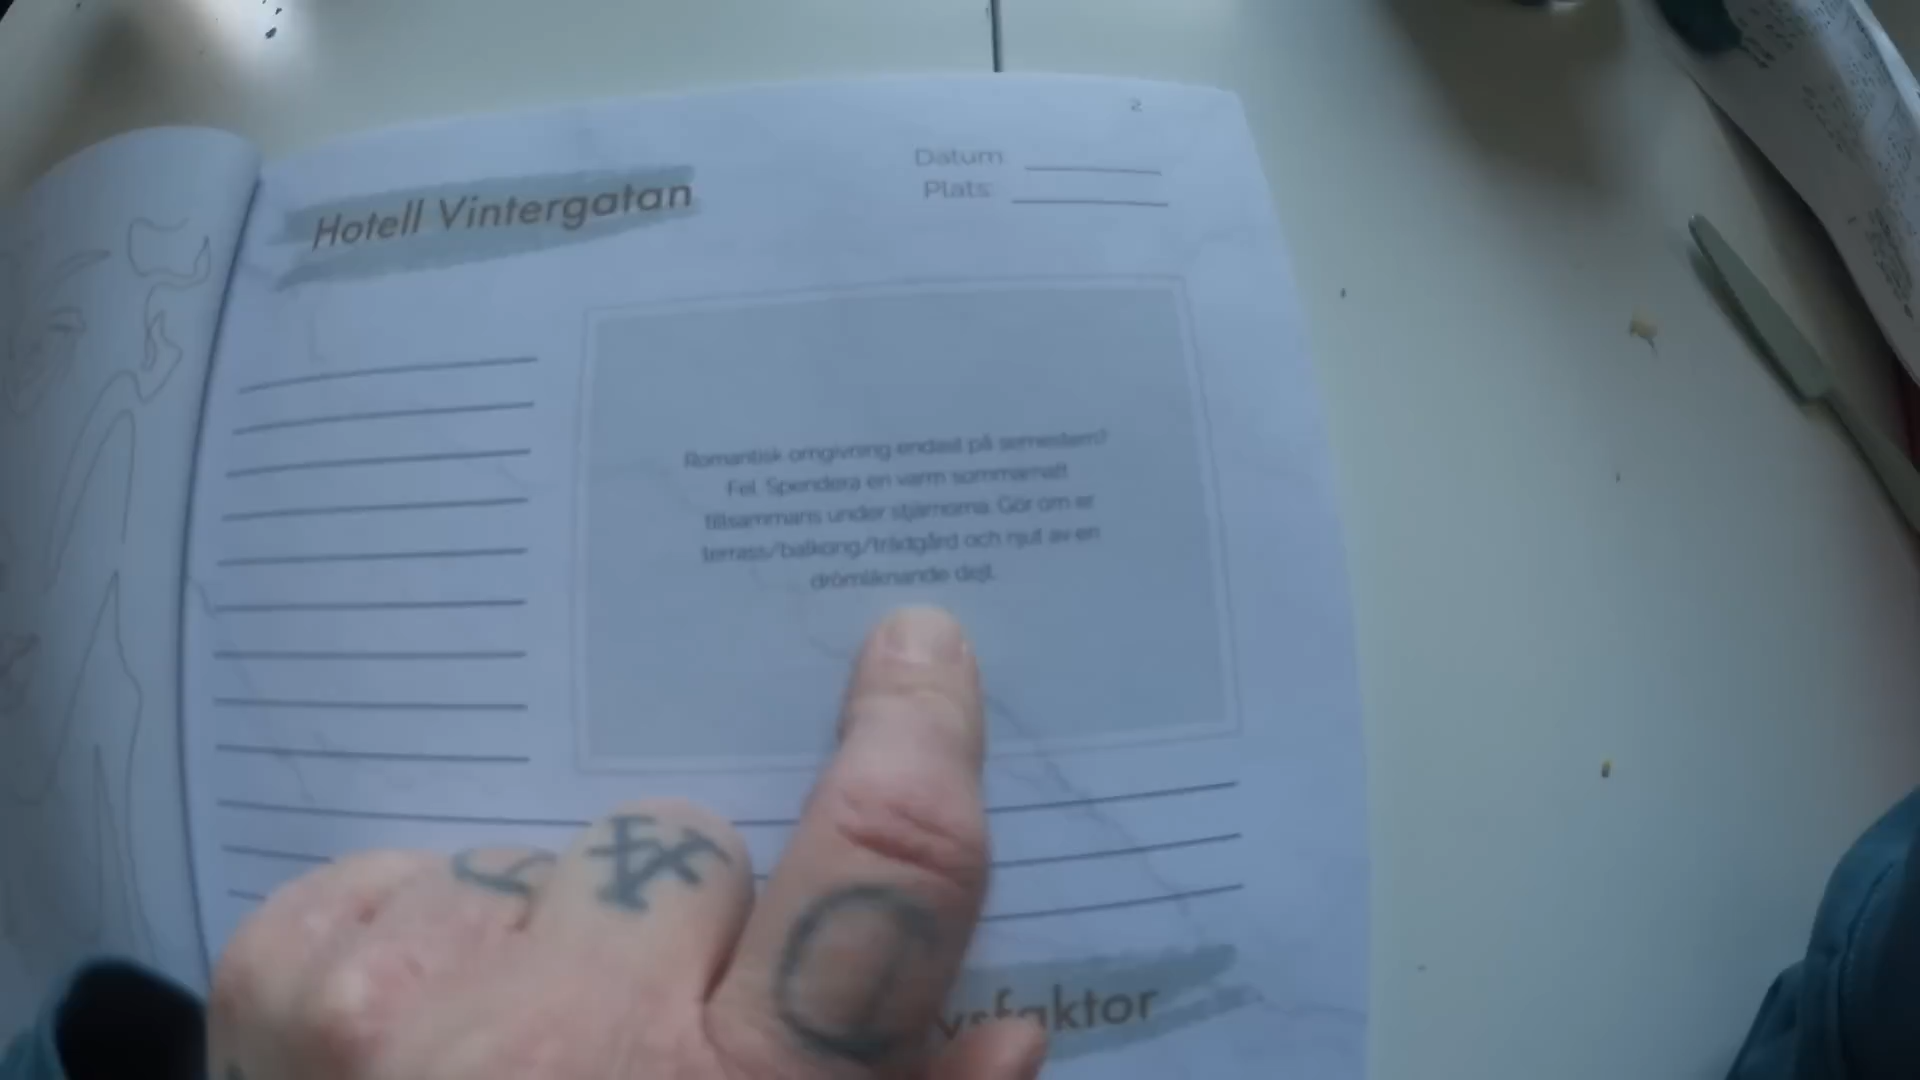 2
Datum:
Plats:
Hotell Vintergatan
Romantisk omgivning endast på semestern?
Fel. Spendera en varm sommarnatt
tillsammans under stjärnorna. Gör om er
terrass/balkong/trädgård och njut av en
drömliknande dejt.